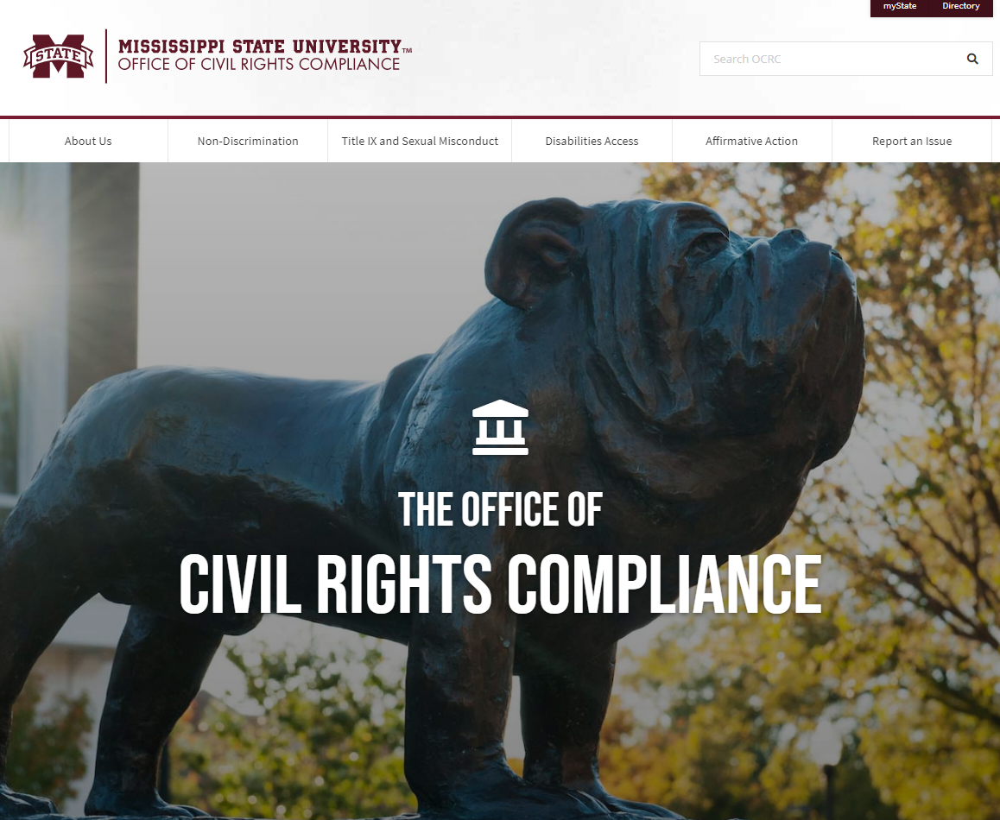 myState
Directory
STATE
MISSISSIPPI STATE UNIVERSITY™
OFFICE OF CIVIL RIGHTS COMPLIANCE
Search OCRC
About Us
Non-Discrimination
Title IX and Sexual Misconduct
Disabilities Access
Affirmative Action
Report an Issue
THE OFFICE OF
CIVIL RIGHTS COMPLIANCE